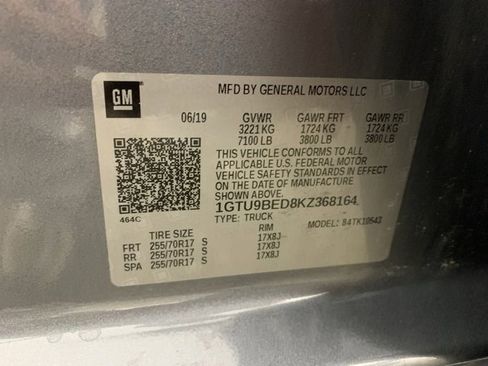 GM
MFD BY GENERAL MOTORS LLC
06/19 GVWR GAWR FRT GAWR RR
3221 KG 1724 KG 1724 KG
7100 LB 3800 LB 3800 LB
THIS VEHICLE CONFORMS TO ALL
APPLICABLE U.S. FEDERAL MOTOR
VEHICLE SAFETY STANDARDS IN EFFECT
ON THE DATE OF MANUFACTURE
SHOWN ABOVE.
1GTU9BED8KZ368164
464C TYPE: TRUCK MODEL: 84TK10543
TIRE SIZE RIM
FRT 255/70R17 S 17X8J
RR 255/70R17 S 17X8J
SPA 255/70R17 S 17X8J